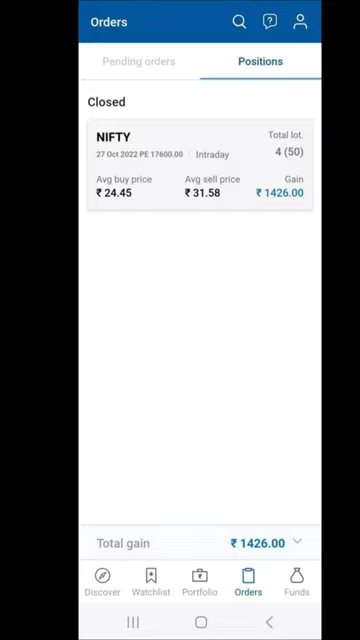 Orders
Pending orders Positions
Closed
NIFTY Total lot.
27 Oct 2022 PE 17600.00 Intraday 4 (50)
Avg buy price Avg sell price Gain
₹ 24.45 ₹ 31.58 ₹ 1426.00
Total gain ₹ 1426.00
Discover Watchlist Portfolio Orders Funds